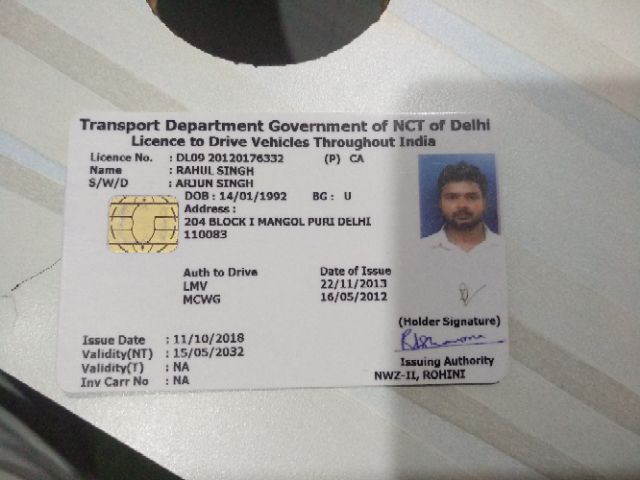 Transport Department Government of NCT of Delhi
Licence to Drive Vehicles Throughout India
Licence No. : DL09 20120176332 (P) CA
Name : RAHUL SINGH
S/W/D : ARJUN SINGH
DOB : 14/01/1992 BG : U
Address :
204 BLOCK I MANGOL PURI DELHI
110083
Auth to Drive Date of Issue
LMV 22/11/2013
MCWG 16/05/2012
(Holder Signature)
Issue Date : 11/10/2018
Validity(NT) : 15/05/2032
Validity(T) : NA
Inv Carr No : NA
Issuing Authority
NWZ-II, ROHINI